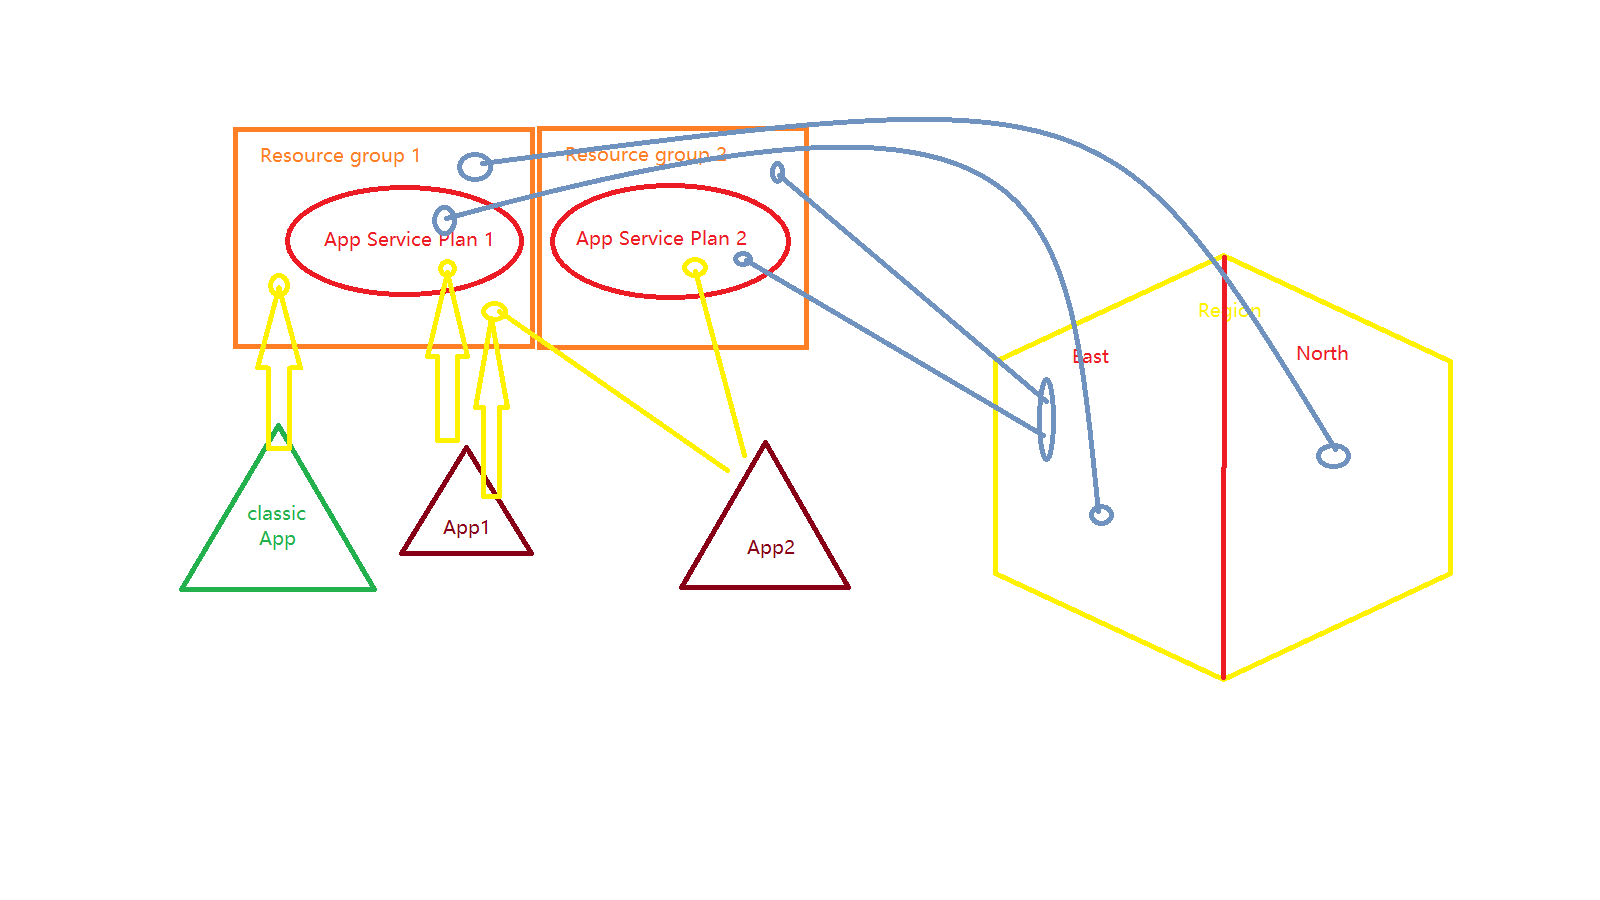 Resource group 1
Resource group 2
App Service Plan 1
App Service Plan 2
Region
East
North
classic
App
App1
App2